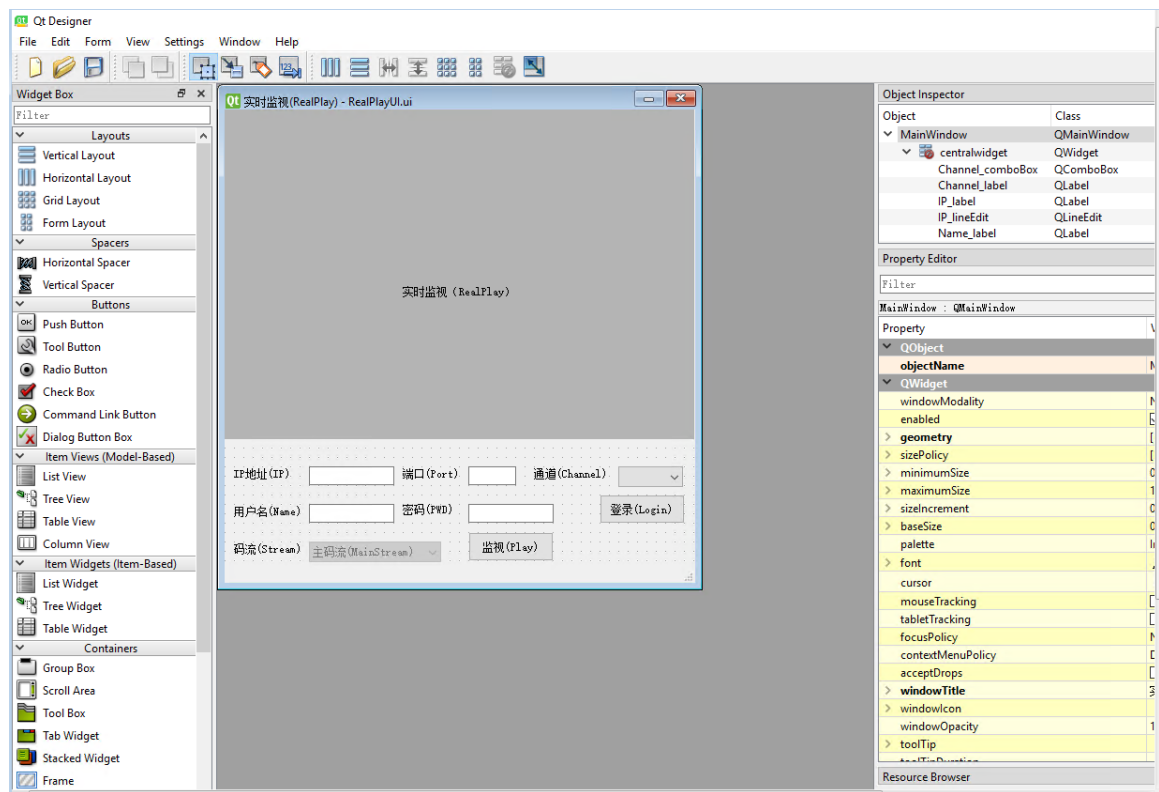 Qt Designer
File Edit Form View Settings Window Help
Widget Box
Filter
Layouts
Vertical Layout
Horizontal Layout
Grid Layout
Form Layout
Spacers
Horizontal Spacer
Vertical Spacer
Buttons
Push Button
Tool Button
Radio Button
Check Box
Command Link Button
Dialog Button Box
Item Views (Model-Based)
List View
Tree View
Table View
Column View
Item Widgets (Item-Based)
List Widget
Tree Widget
Table Widget
Containers
Group Box
Scroll Area
Tool Box
Tab Widget
Stacked Widget
Frame
实时监视(RealPlay) - RealPlayUI.ui
实时监视（RealPlay）
IP地址(IP) 端口(Port) 通道(Channel)
用户名(Name) 密码(PWD) 登录(Login)
码流(Stream) 主码流(MainStream) 监视(Play)
Object Inspector
Object Class
MainWindow QMainWindow
centralwidget QWidget
Channel_comboBox QComboBox
Channel_label QLabel
IP_label QLabel
IP_lineEdit QLineEdit
Name_label QLabel
Property Editor
Filter
MainWindow : QMainWindow
Property
QObject
objectName
QWidget
windowModality
enabled
geometry
sizePolicy
minimumSize
maximumSize
sizeIncrement
baseSize
palette
font
cursor
mouseTracking
tabletTracking
focusPolicy
contextMenuPolicy
acceptDrops
windowTitle
windowIcon
windowOpacity
toolTip
Resource Browser